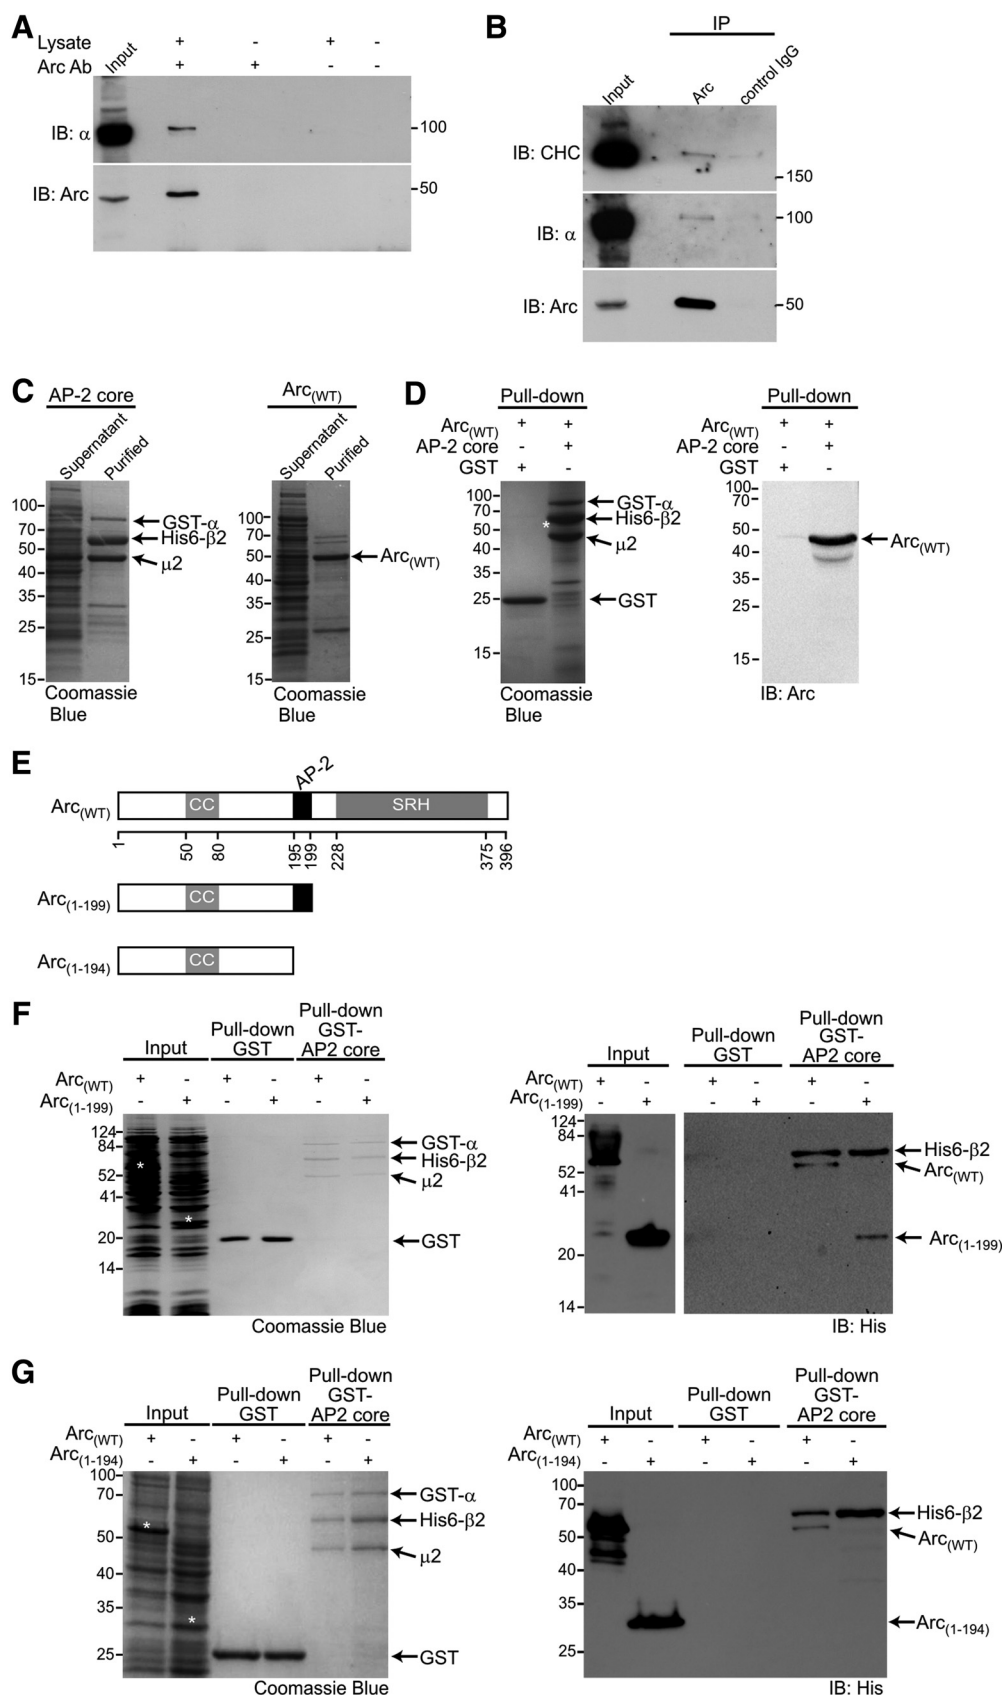 A
Lysate + - + -
Arc Ab Input + + - -
IB: α
100
IB: Arc
50
B
IP
Input Arc control IgG
IB: CHC
150
IB: α
100
IB: Arc
50
C
AP-2 core
Supernatant Purified
100
70
50
40
35
25
15
GST-α
His6-β2
μ2
Coomassie
Blue
Arc(WT)
Supernatant Purified
100
70
50
40
35
25
15
Arc(WT)
Coomassie
Blue
D
Pull-down
Arc(WT) + +
AP-2 core - +
GST + -
100
70
50
40
35
25
15
*
GST-α
His6-β2
μ2
GST
Coomassie
Blue
Pull-down
Arc(WT) + +
AP-2 core - +
GST + -
100
70
50
40
35
25
15
Arc(WT)
IB: Arc
E
AP-2
Arc(WT) CC SRH
1 50 80 195 199 228 375 396
Arc(1-199) CC
Arc(1-194) CC
F
Input
Pull-down
GST
Pull-down
GST-
AP2 core
Arc(WT) + - + - + -
Arc(1-199) - + - + - +
124
84
52
41
20
14
*
*
GST-α
His6-β2
μ2
GST
Coomassie Blue
Input
Pull-down
GST
Pull-down
GST-
AP2 core
Arc(WT) + - + - + -
Arc(1-199) - + - + - +
124
84
52
41
20
14
His6-β2
Arc(WT)
Arc(1-199)
IB: His
G
Input
Pull-down
GST
Pull-down
GST-
AP2 core
Arc(WT) + - + - + -
Arc(1-194) - + - + - +
100
70
50
40
35
25
*
*
GST-α
His6-β2
μ2
GST
Coomassie Blue
Input
Pull-down
GST
Pull-down
GST-
AP2 core
Arc(WT) + - + - + -
Arc(1-194) - + - + - +
100
70
50
40
35
25
His6-β2
Arc(WT)
Arc(1-194)
IB: His